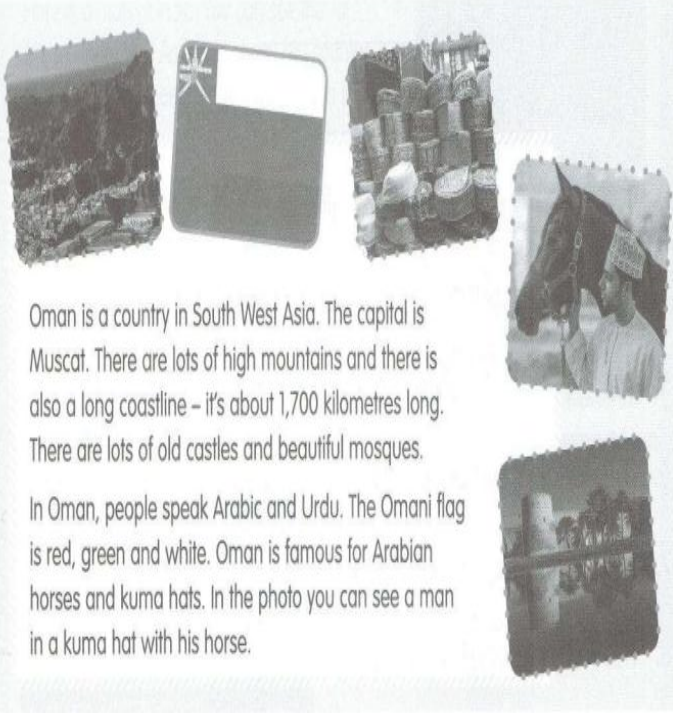 Oman is a country in South West Asia. The capital is
Muscat. There are lots of high mountains and there is
also a long coastline – it's about 1,700 kilometres long.
There are lots of old castles and beautiful mosques.
In Oman, people speak Arabic and Urdu. The Omani flag
is red, green and white. Oman is famous for Arabian
horses and kuma hats. In the photo you can see a man
in a kuma hat with his horse.